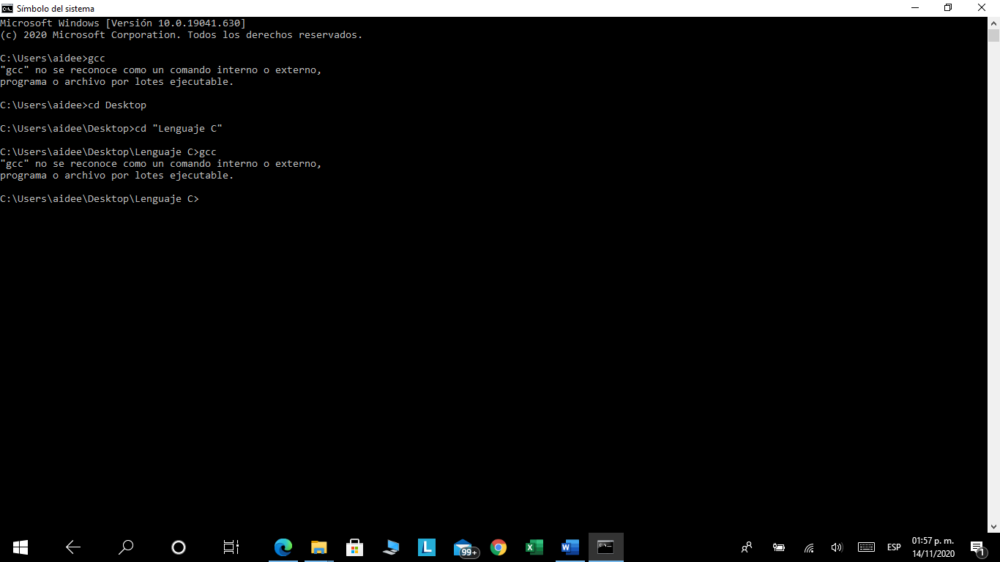 Símbolo del sistema
Microsoft Windows [Versión 10.0.19041.630]
(c) 2020 Microsoft Corporation. Todos los derechos reservados.
C:\Users\aidee>gcc
"gcc" no se reconoce como un comando interno o externo,
programa o archivo por lotes ejecutable.
C:\Users\aidee>cd Desktop
C:\Users\aidee\Desktop>cd "Lenguaje C"
C:\Users\aidee\Desktop\Lenguaje C>gcc
"gcc" no se reconoce como un comando interno o externo,
programa o archivo por lotes ejecutable.
C:\Users\aidee\Desktop\Lenguaje C>
L
99+
ESP
01:57 p. m.
14/11/2020
1